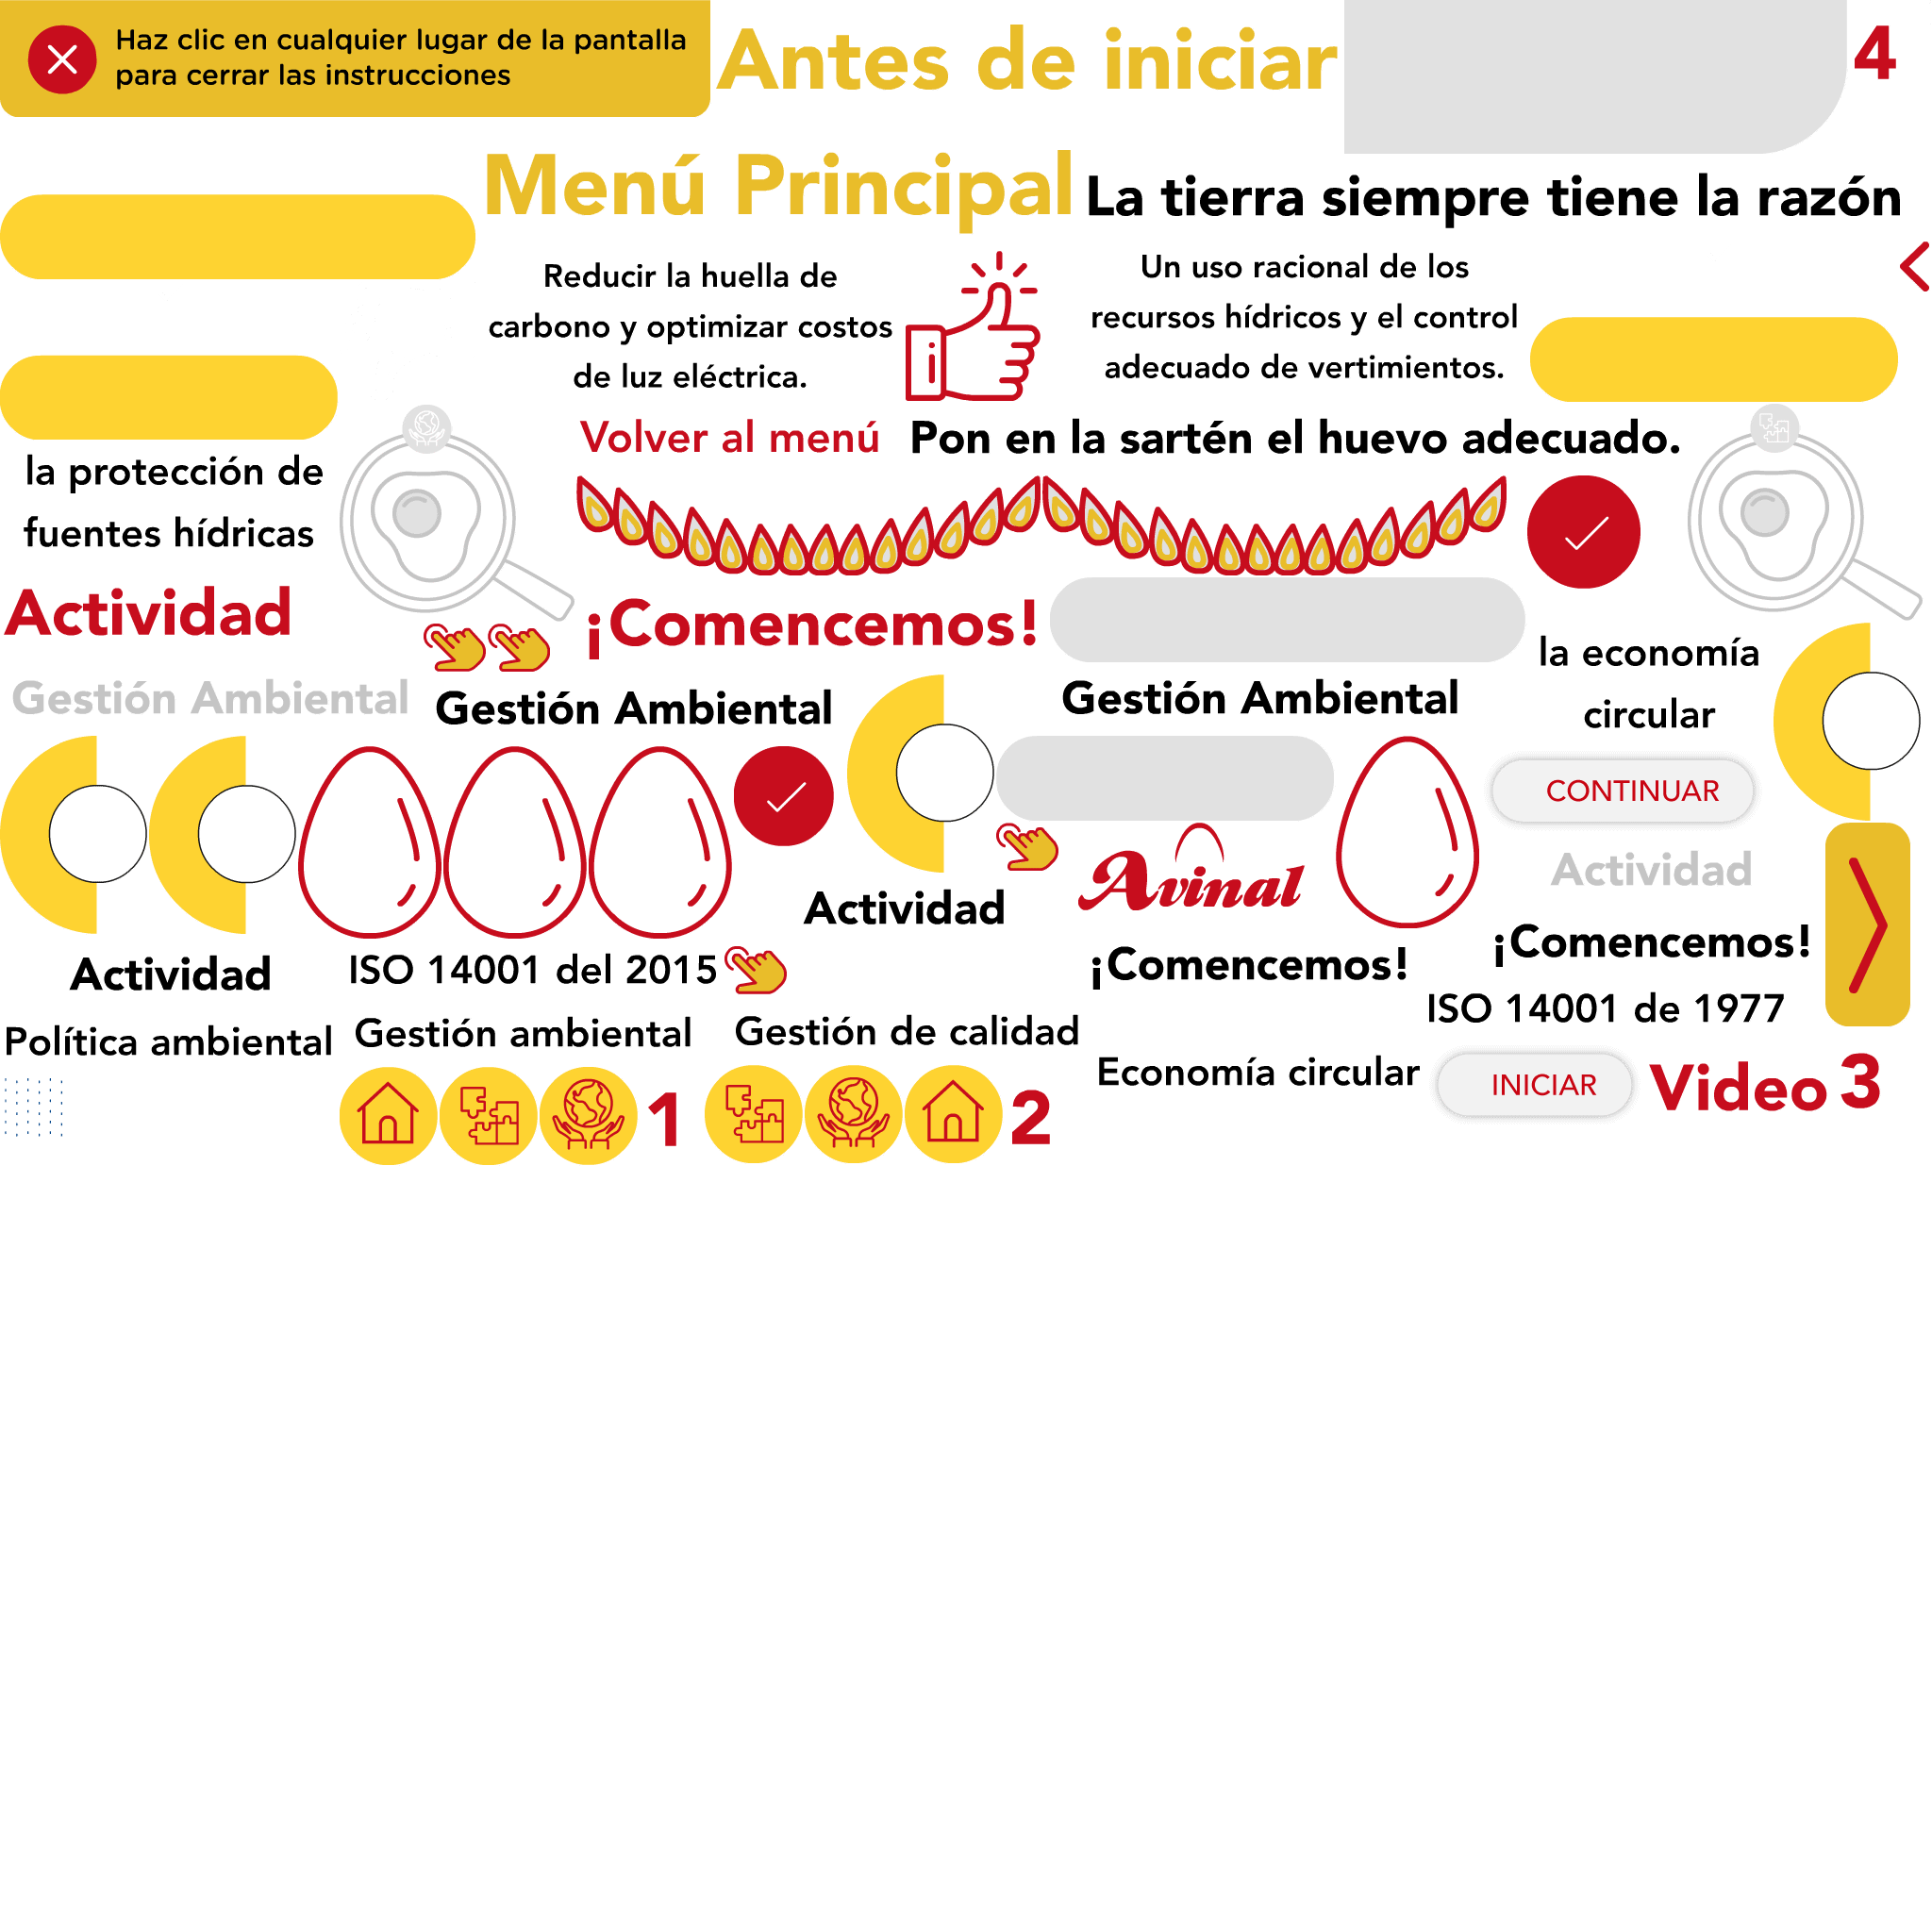 Haz clic en cualquier lugar de la pantalla
para cerrar las instrucciones
Antes de iniciar
4
Menú Principal
La tierra siempre tiene la razón
Reducir la huella de
carbono y optimizar costos
de luz eléctrica.
Un uso racional de los
recursos hídricos y el control
adecuado de vertimientos.
Volver al menú
Pon en la sartén el huevo adecuado.
la protección de
fuentes hídricas
Actividad
¡Comencemos!
la economía
circular
Gestión Ambiental
Gestión Ambiental
Gestión Ambiental
CONTINUAR
Avinal
Actividad
Actividad
¡Comencemos!
¡Comencemos!
Actividad
ISO 14001 del 2015
ISO 14001 de 1977
Política ambiental
Gestión ambiental
Gestión de calidad
Economía circular
INICIAR
Video
3
1
2